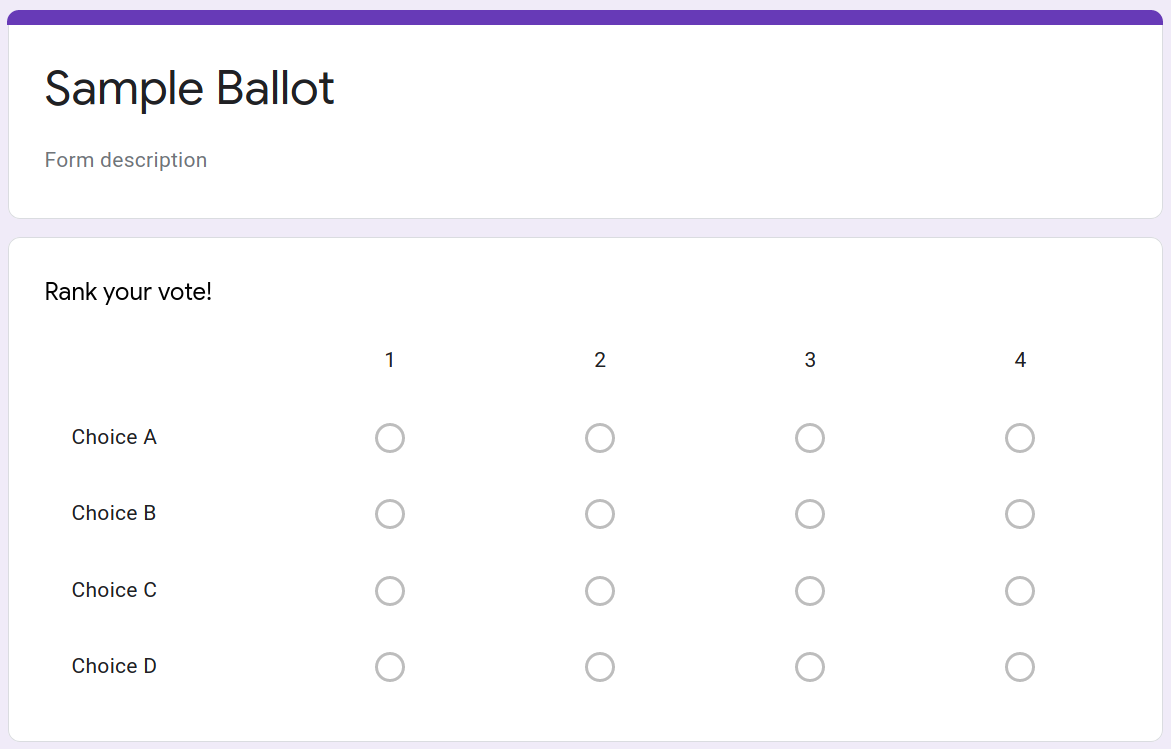 Sample Ballot
Form description
Rank your vote!
1 2 3 4
Choice A
Choice B
Choice C
Choice D